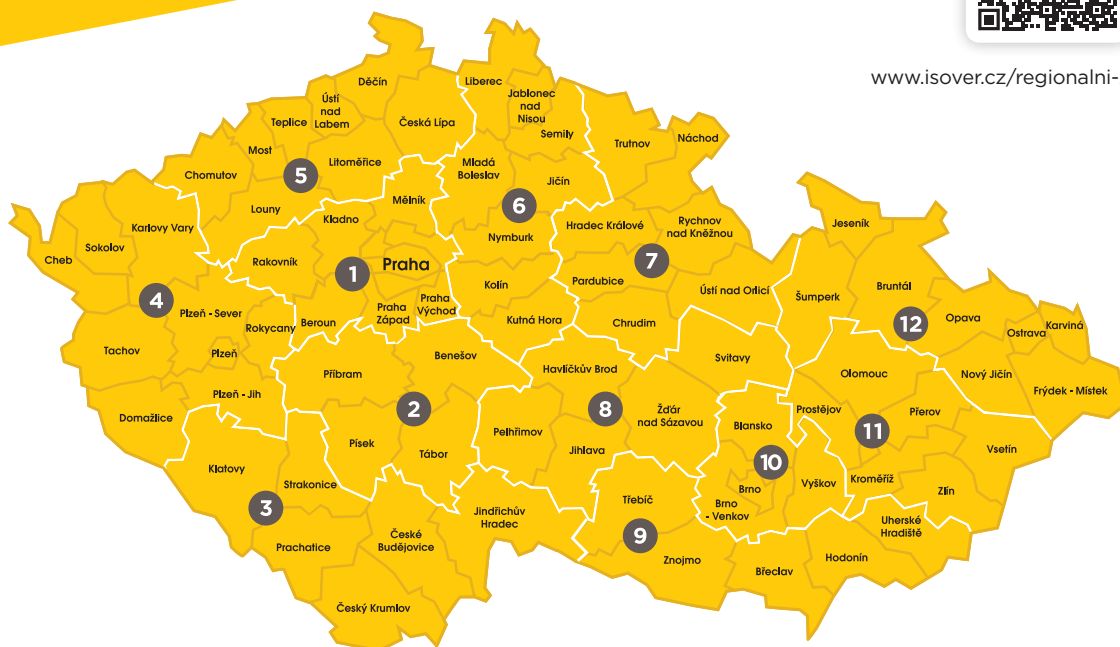 www.isover.cz/regionalni-
Děčín
Liberec
Ústí
nad
Labem
Jablonec
nad
Nisou
Teplice
Česká Lípa
Semily
Trutnov
Náchod
Most
Litoměřice
Mladá
Boleslav
Chomutov
5
Jičín
Mělník
6
Louny
Kladno
Hradec Králové
Rychnov
nad Kněžnou
Jeseník
Karlovy Vary
Nymburk
Sokolov
Cheb
Rakovník
1
Praha
7
Pardubice
Kolín
Ústí nad Orlicí
Šumperk
Bruntál
4
Plzeň - Sever
Praha
Západ
Praha
Východ
Rokycany
Beroun
Kutná Hora
Chrudim
12
Opava
Ostrava
Karviná
Tachov
Plzeň
Benešov
Svitavy
Příbram
Havlíčkův Brod
Olomouc
Nový Jičín
Frýdek - Místek
Plzeň - Jih
2
8
Domažlice
Žďár
nad Sázavou
Prostějov
Přerov
Pelhřimov
Blansko
11
Písek
Tábor
Jihlava
Vsetín
10
Klatovy
Strakonice
Brno
Vyškov
Kroměříž
Zlín
3
Třebíč
Brno
- Venkov
Jindřichův
Hradec
Uherské
Hradiště
České
Budějovice
9
Prachatice
Znojmo
Břeclav
Hodonín
Český Krumlov